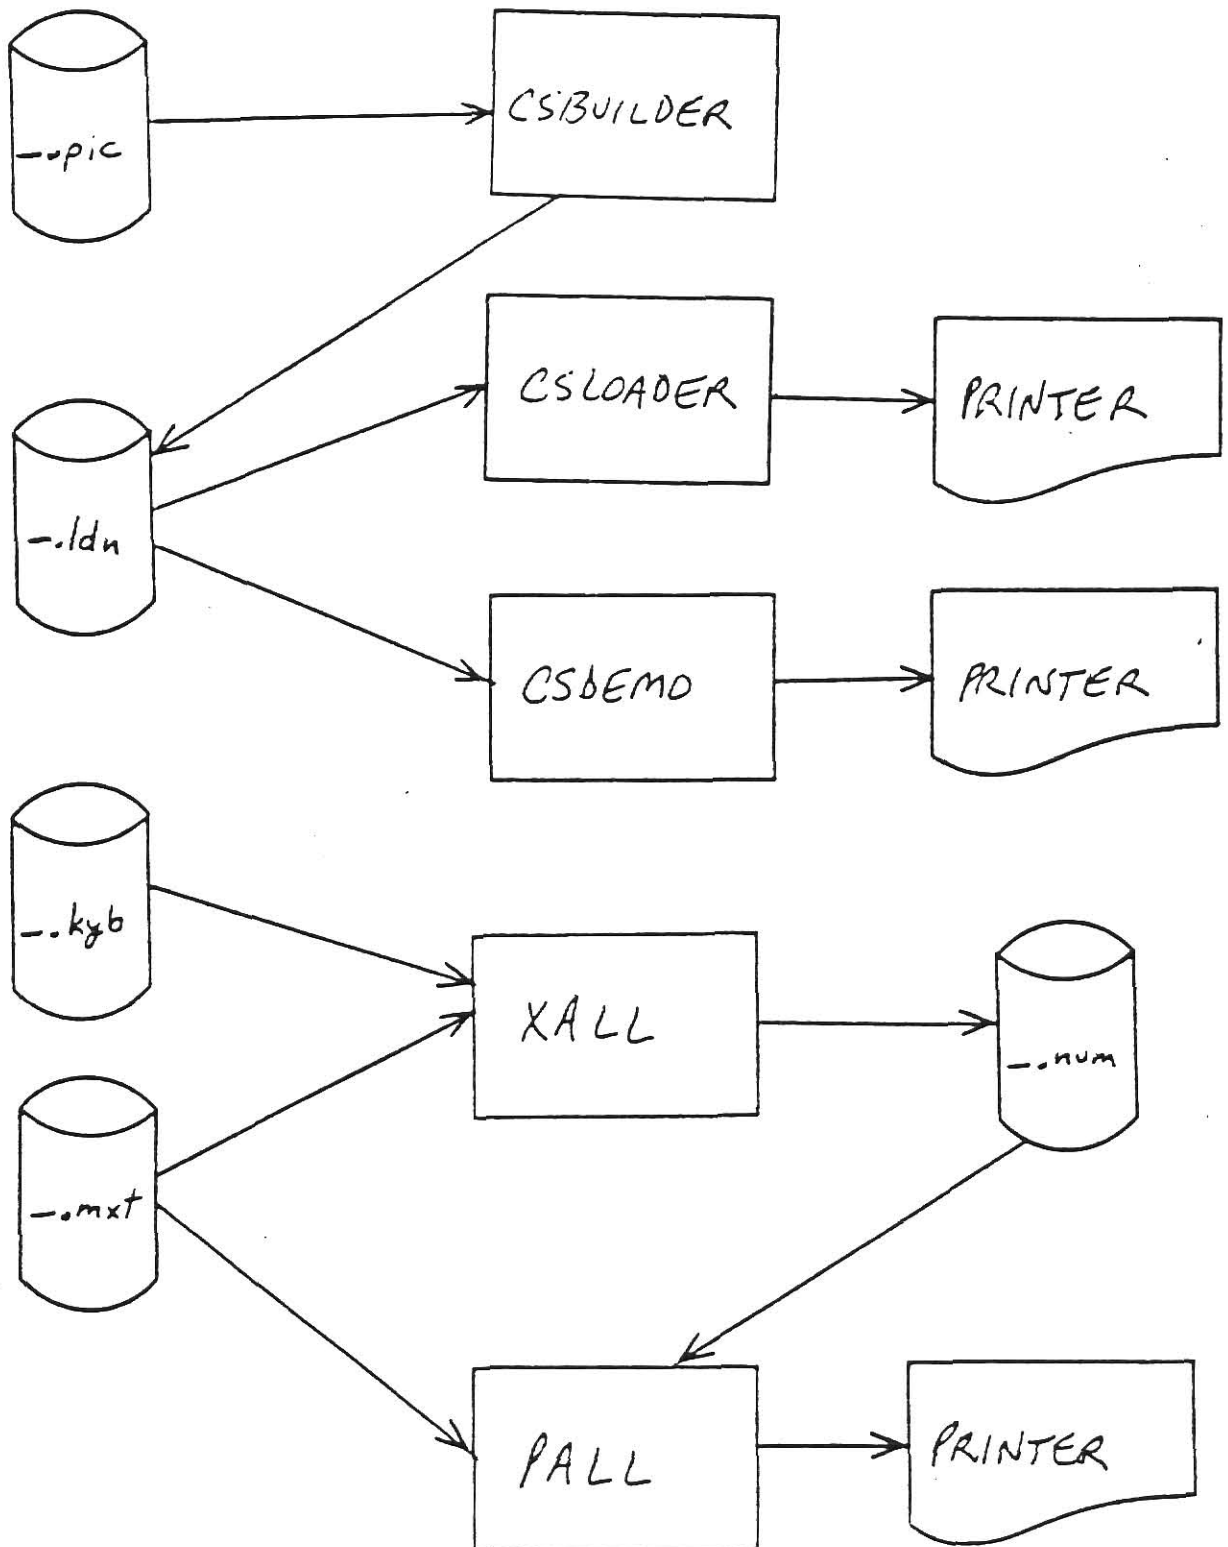 -.pic
CSBUILDER
-.ldn
CSLOADER
PRINTER
CSDEMO
PRINTER
-.kyb
XALL
-.num
-.mxt
PALL
PRINTER